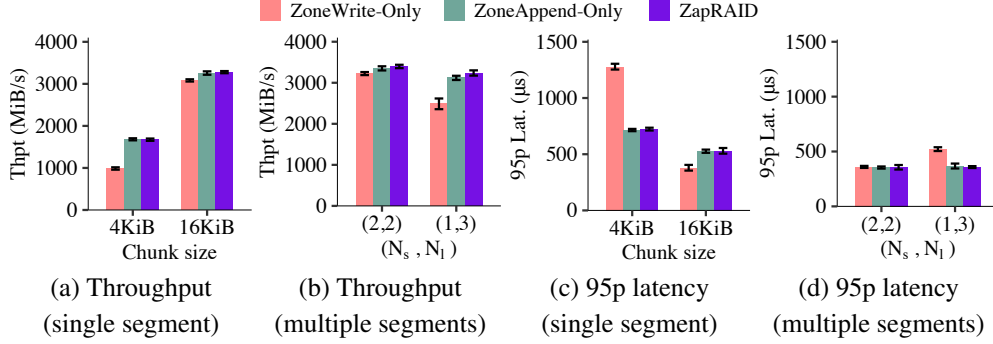 ZoneWrite-Only ZoneAppend-Only ZapRAID
Thpt (MiB/s)
4000
3000
2000
1000
0
4KiB 16KiB
Chunk size
(a) Throughput
(single segment)
Thpt (MiB/s)
4000
3000
2000
1000
0
(2,2) (1,3)
(Ns , Nl )
(b) Throughput
(multiple segments)
95p Lat. (μs)
1500
1000
500
0
4KiB 16KiB
Chunk size
(c) 95p latency
(single segment)
95p Lat. (μs)
1500
1000
500
0
(2,2) (1,3)
(Ns , Nl )
(d) 95p latency
(multiple segments)